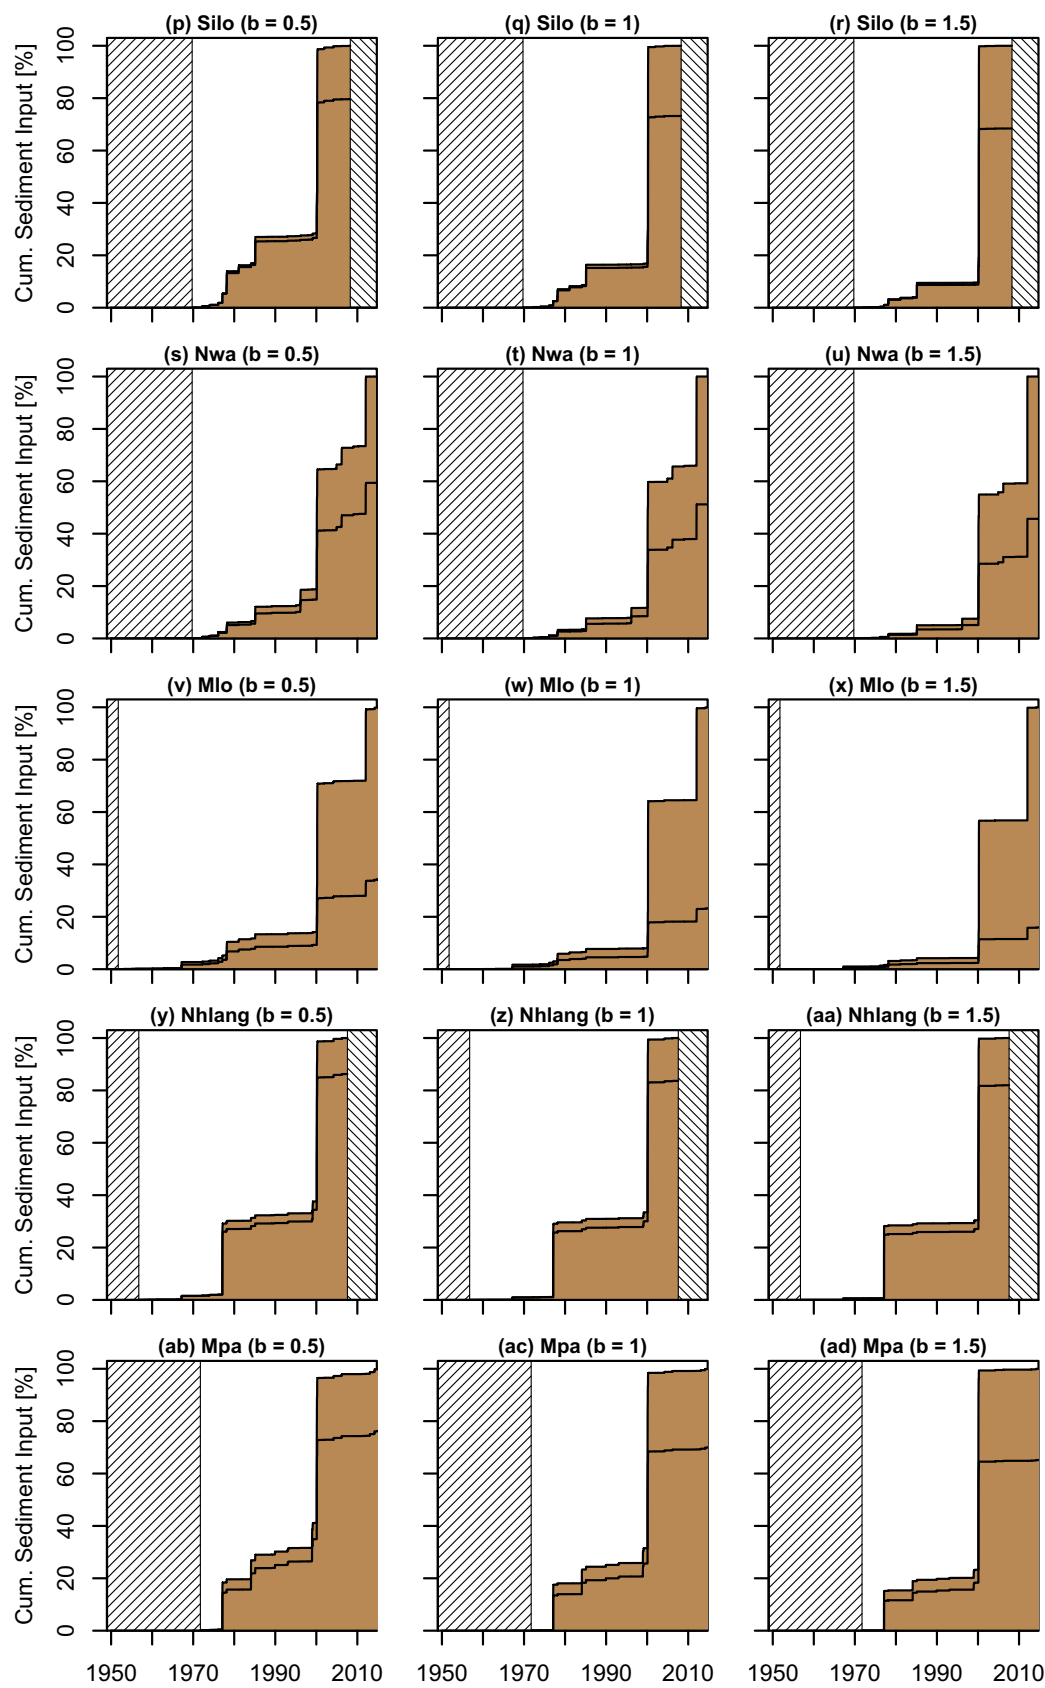 (p) Silo (b = 0.5) (q) Silo (b = 1) (r) Silo (b = 1.5)
Cum. Sediment Input [%]
100
80
60
40
20
0
(s) Nwa (b = 0.5) (t) Nwa (b = 1) (u) Nwa (b = 1.5)
Cum. Sediment Input [%]
100
80
60
40
20
0
(v) Mlo (b = 0.5) (w) Mlo (b = 1) (x) Mlo (b = 1.5)
Cum. Sediment Input [%]
100
80
60
40
20
0
(y) Nhlang (b = 0.5) (z) Nhlang (b = 1) (aa) Nhlang (b = 1.5)
Cum. Sediment Input [%]
100
80
60
40
20
0
(ab) Mpa (b = 0.5) (ac) Mpa (b = 1) (ad) Mpa (b = 1.5)
Cum. Sediment Input [%]
100
80
60
40
20
0
1950 1970 1990 2010 1950 1970 1990 2010 1950 1970 1990 2010